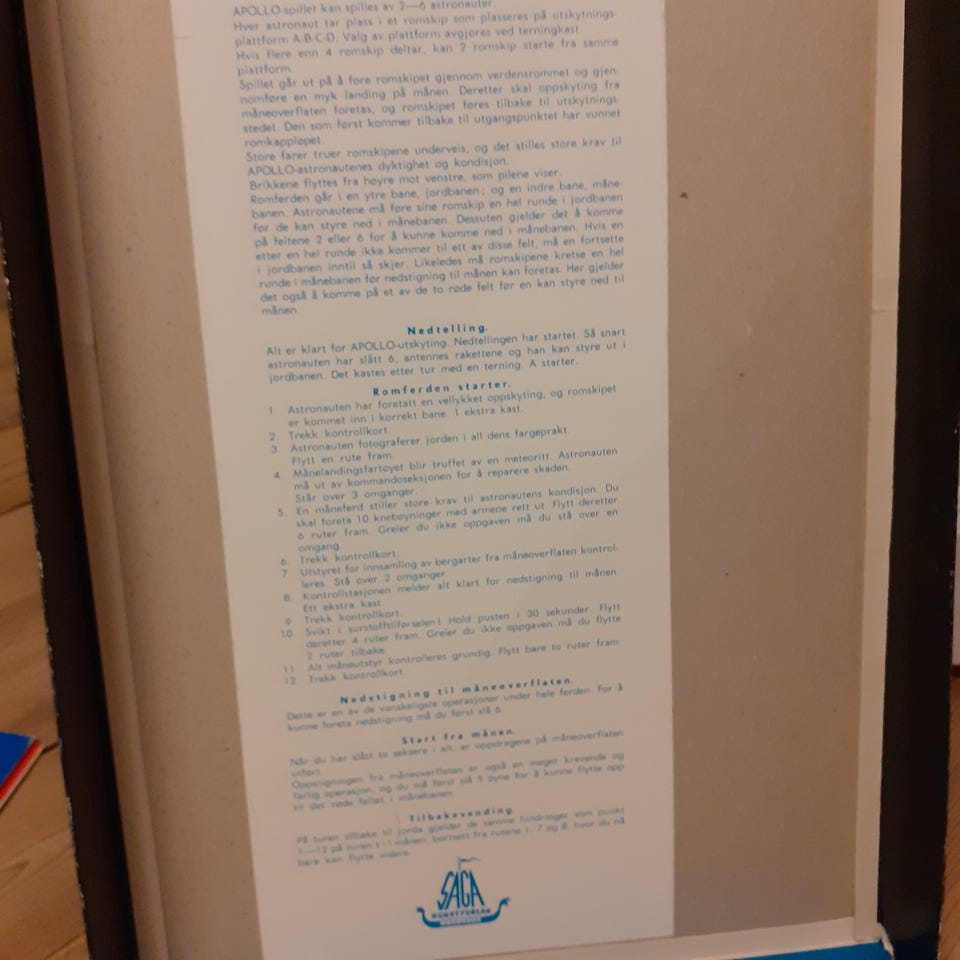 APOLLO-spillet kan spilles av 2—6 astronauter.
Hver astronaut tar plass i et romskip som plasseres på utskytnings-
plattform A-B-C-D. Valg av plattform avgjøres ved terningkast.
Hvis flere enn 4 romskip deltar, kan 2 romskip starte fra samme
plattform.
Spillet går ut på å føre romskipet gjennom verdensrommet og gjen-
nomføre en myk landing på månen. Deretter skal oppskyting fra
måneoverflaten foretas, og romskipet føres tilbake til utskytnings-
stedet. Den som først kommer tilbake til utgangspunktet har vunnet
romkappløpet.
Store farer truer romskipene underveis, og det stilles store krav til
APOLLO-astronautenes dyktighet og kondisjon.
Brikkene flyttes fra høyre mot venstre, som pilene viser.
Romferden går i en ytre bane, jordbanen; og en indre bane, måne-
banen. Astronautene må føre sine romskip en hel runde i jordbanen
før de kan styre ned i månebanen. Dessuten gjelder det å komme
på feltene 2 eller 6 for å kunne komme ned i månebanen. Hvis en
etter en hel runde ikke kommer til ett av disse felt, må en fortsette
i jordbanen inntil så skjer. Likeledes må romskipene kretse en hel
runde i månebanen før nedstigning til månen kan foretas. Her gjelder
det også å komme på et av de to røde felt før en kan styre ned til
månen.
Nedtelling.
Alt er klart for APOLLO-utskyting. Nedtellingen har startet. Så snart
astronauten har slått 6, antennes rakettene og han kan styre ut i
jordbanen. Det kastes etter tur med en terning. A starter.
Romferden starter.
1. Astronauten har foretatt en vellykket oppskyting, og romskipet
er kommet inn i korrekt bane. 1 ekstra kast.
2. Trekk kontrollkort.
3. Astronauten fotograferer jorden i all dens fargeprakt.
Flytt en rute fram.
4. Månelandingsfartøyet blir truffet av en meteoritt. Astronauten
må ut av kommandoseksjonen for å reparere skaden.
Står over 3 omganger.
5. En måneferd stiller store krav til astronautens kondisjon. Du
skal foreta 10 knebøyninger med armene rett ut. Flytt deretter
6 ruter fram. Greier du ikke oppgaven må du stå over en
omgang.
6. Trekk kontrollkort.
7. Utstyret for innsamling av bergarter fra måneoverflaten kontrol-
leres. Stå over 2 omganger.
8. Kontrollstasjonen melder alt klart for nedstigning til månen.
Ett ekstra kast.
9. Trekk kontrollkort.
10. Svikt i surstofftilførselen! Hold pusten i 30 sekunder. Flytt
deretter 4 ruter fram. Greier du ikke oppgaven må du flytte
2 ruter tilbake.
11. Alt måneutstyr kontrolleres grundig. Flytt bare to ruter fram.
12. Trekk kontrollkort.
Nedstigning til måneoverflaten.
Dette er en av de vanskeligste operasjoner under hele ferden. For å
kunne foreta nedstigning må du først slå 6.
Start fra månen.
Når du har slått to seksere i alt, er oppdragene på måneoverflaten
utført.
Oppstigningen fra måneoverflaten er også en meget krevende og
farlig operasjon, og du må først slå 5 øyne for å kunne flytte opp
til det røde feltet i månebanen.
Tilbakevending.
På turen tilbake til jorda gjelder de samme hindringer som punkt
1—12 på turen til månen, bortsett fra rutene 1, 7 og 8, hvor du nå
bare kan flytte videre.
SAGA
KUNSTFORLAG